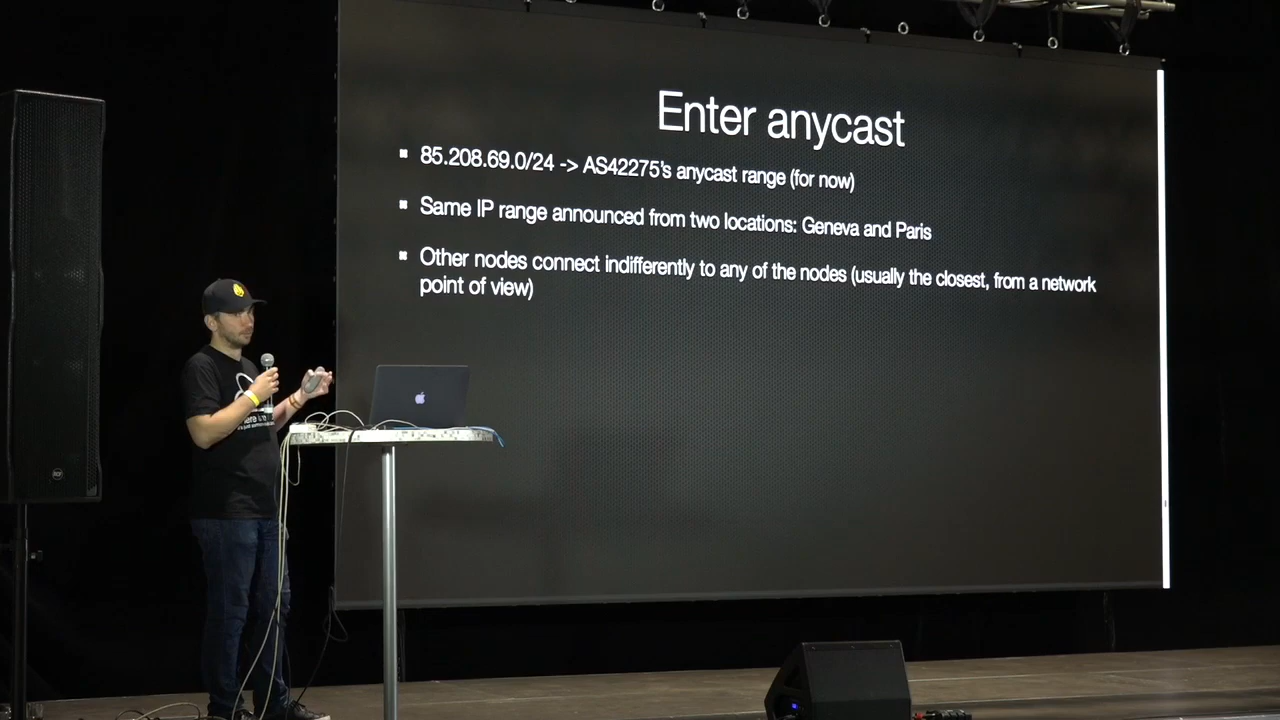 Enter anycast
85.208.69.0/24 -> AS42275's anycast range (for now)
Same IP range announced from two locations: Geneva and Paris
Other nodes connect indifferently to any of the nodes (usually the closest, from a network
point of view)
RCF